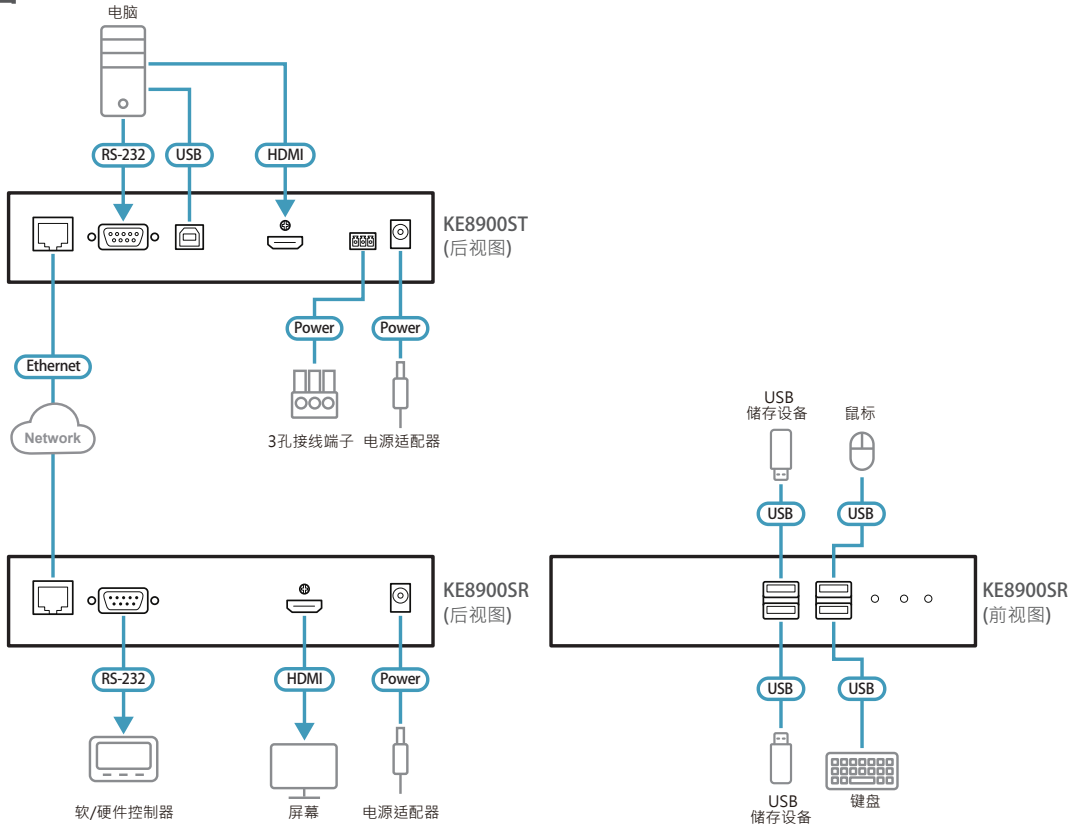 电脑
RS-232
USB
HDMI
KE8900ST
(后视图)
Power
Power
Ethernet
3孔接线端子
电源适配器
Network
USB
储存设备
鼠标
USB
USB
KE8900SR
(后视图)
KE8900SR
(前视图)
RS-232
HDMI
Power
USB
USB
软/硬件控制器
屏幕
电源适配器
USB
储存设备
键盘